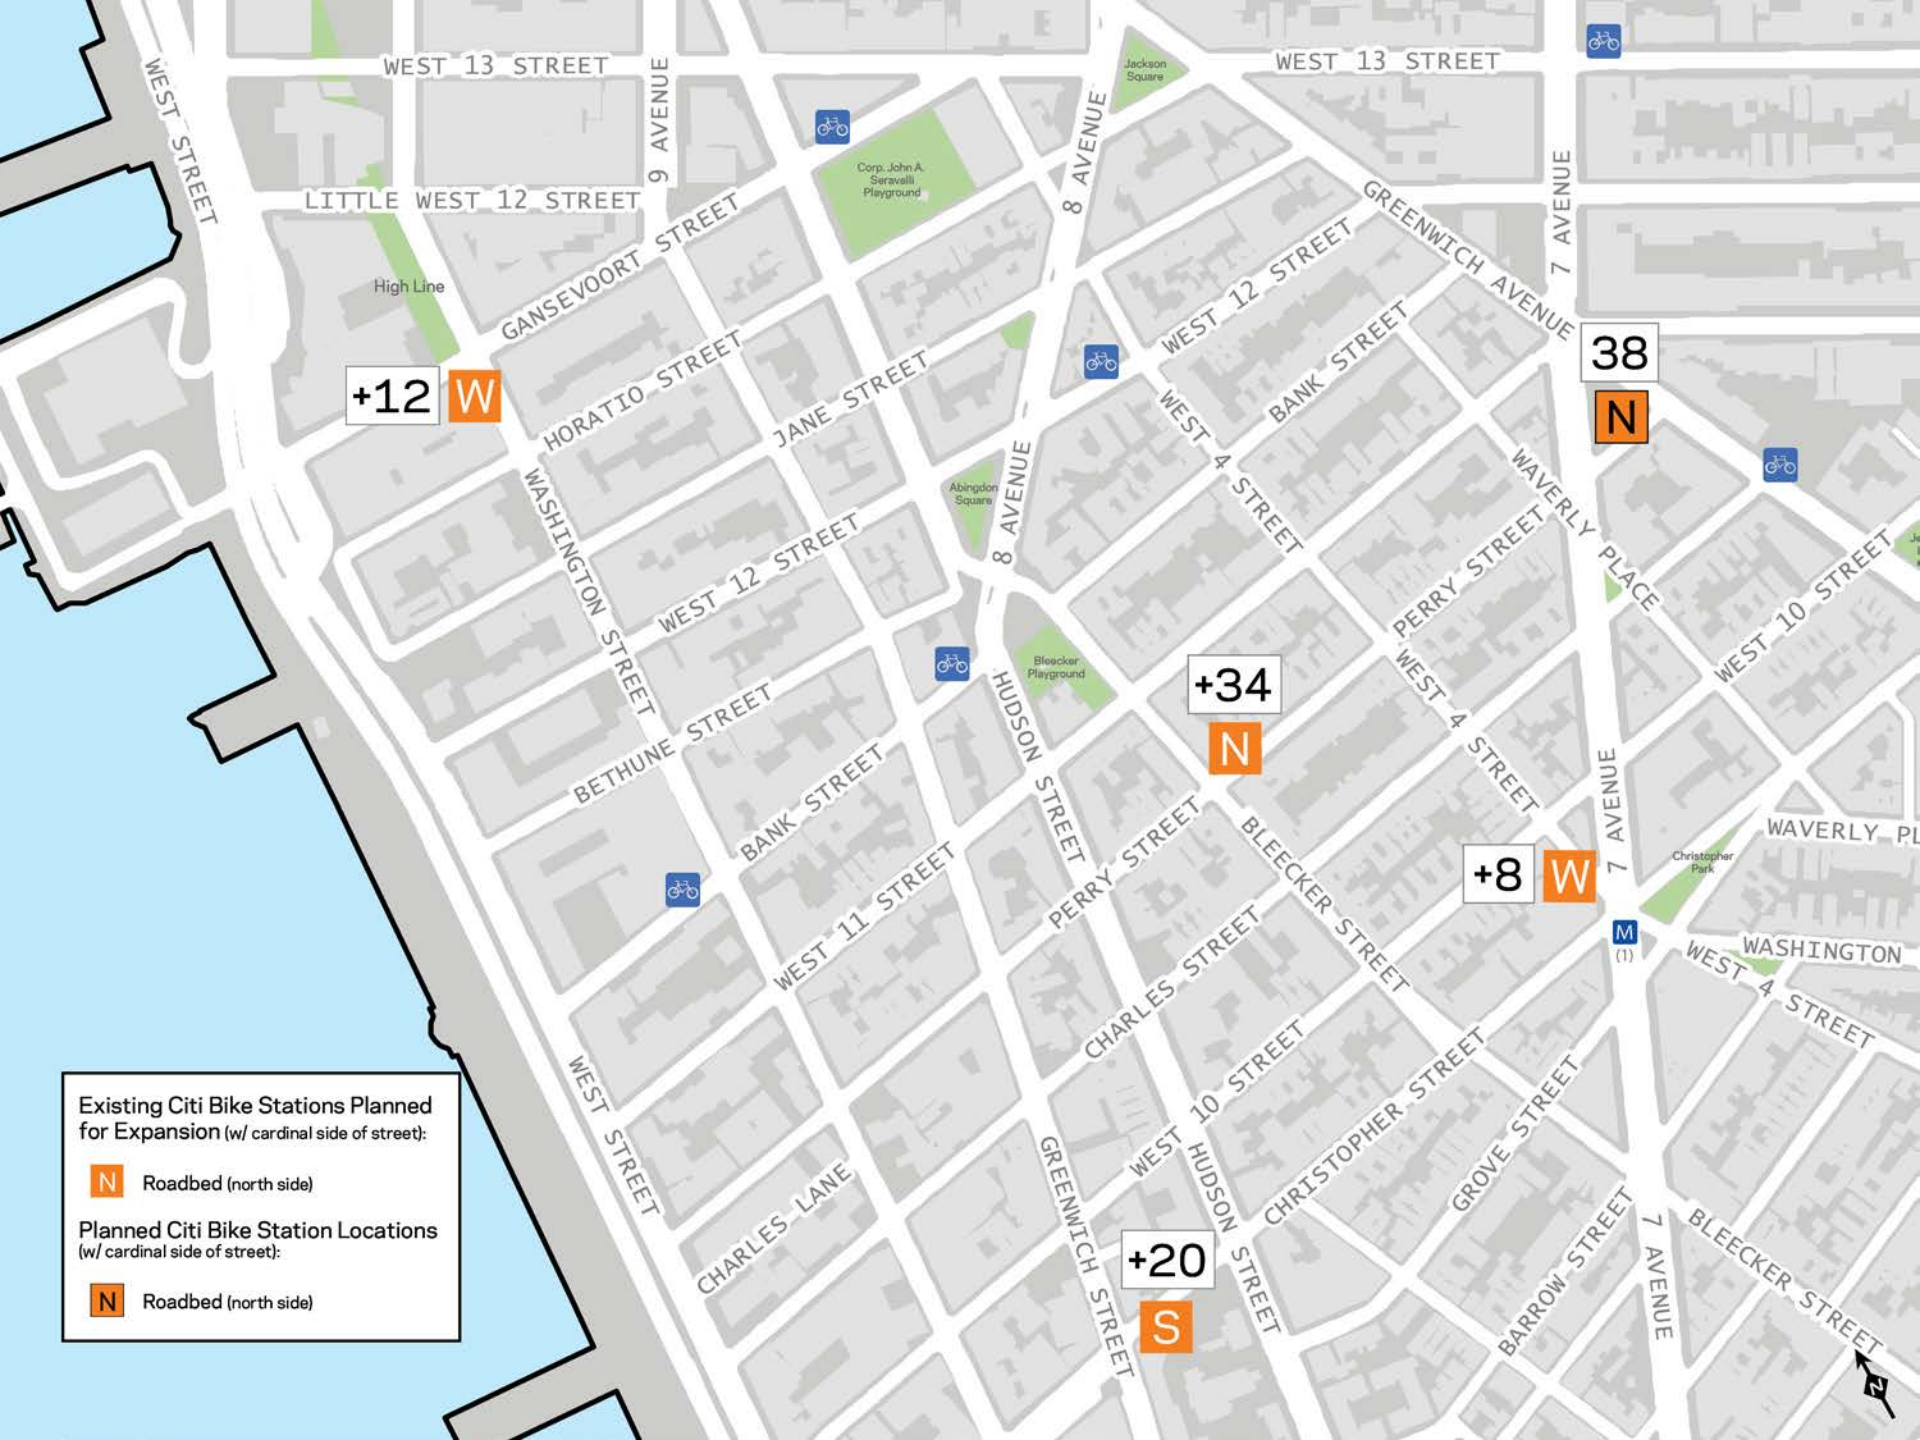 WEST 13 STREET
WEST 13 STREET
WEST STREET
9 AVENUE
8 AVENUE
7 AVENUE
Jackson
Square
Corp. John A.
Seravalli
Playground
LITTLE WEST 12 STREET
GANSEVOORT STREET
GREENWICH AVENUE
High Line
WEST 12 STREET
BANK STREET
HORATIO STREET
JANE STREET
38
N
+12 W
WEST 4 STREET
WAVERLY PLACE
Abingdon
Square
8 AVENUE
WASHINGTON STREET
WEST 12 STREET
PERRY STREET
WEST 10 STREET
Je
Bleecker
Playground
+34
N
BETHUNE STREET
HUDSON STREET
WEST 4 STREET
BANK STREET
7 AVENUE
WAVERLY PL
Christopher
Park
+8 W
PERRY STREET
BLEECKER STREET
WEST 11 STREET
M
(1)
WASHINGTON
WEST 4 STREET
CHARLES STREET
WEST STREET
WEST 10 STREET
CHRISTOPHER STREET
GROVE STREET
CHARLES LANE
GREENWICH STREET
HUDSON STREET
BARROW STREET
7 AVENUE
BLEECKER STREET
+20
S
Existing Citi Bike Stations Planned
for Expansion (w/ cardinal side of street):
N Roadbed (north side)
Planned Citi Bike Station Locations
(w/ cardinal side of street):
N Roadbed (north side)
N